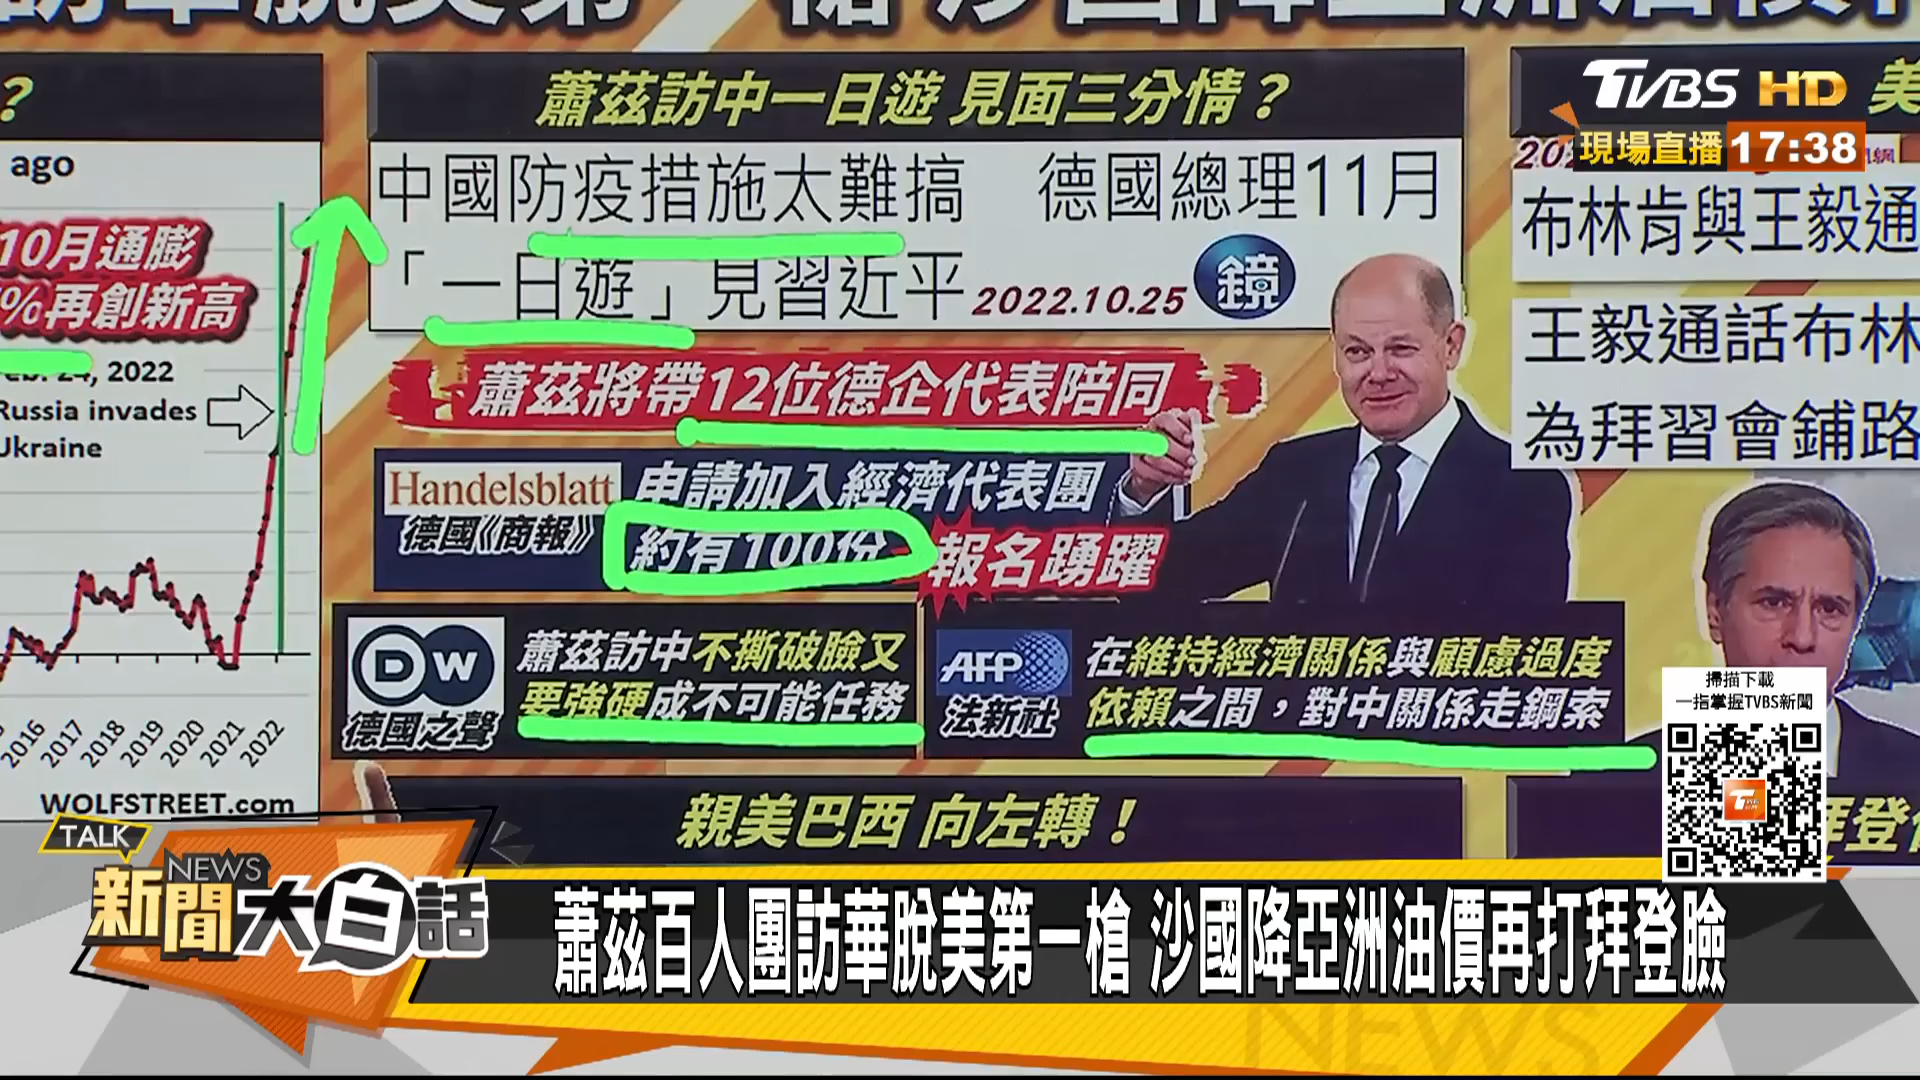 蕭茲訪中一日遊 見面三分情？
中國防疫措施太難搞 德國總理11月
「一日遊」見習近平 2022.10.25 鏡
蕭茲將帶12位德企代表陪同
Handelsblatt 申請加入經濟代表團
德國《商報》 約有100份 報名踴躍
DW 蕭茲訪中不撕破臉又
要強硬成不可能任務
德國之聲
AFP 在維持經濟關係與顧慮過度
依賴之間，對中關係走鋼索
法新社
親美巴西 向左轉！
?
ago
10月通膨
%再創新高
24, 2022
Russia invades
Ukraine
2016 2017 2018 2019 2020 2021 2022
WOLFSTREET.com
TVBS HD
現場直播 17:38
美
布林肯與王毅通
王毅通話布林
為拜習會鋪路
掃描下載
一指掌握TVBS新聞
TALK
NEWS
新聞大白話
蕭茲百人團訪華脫美第一槍 沙國降亞洲油價再打拜登臉
NEWS